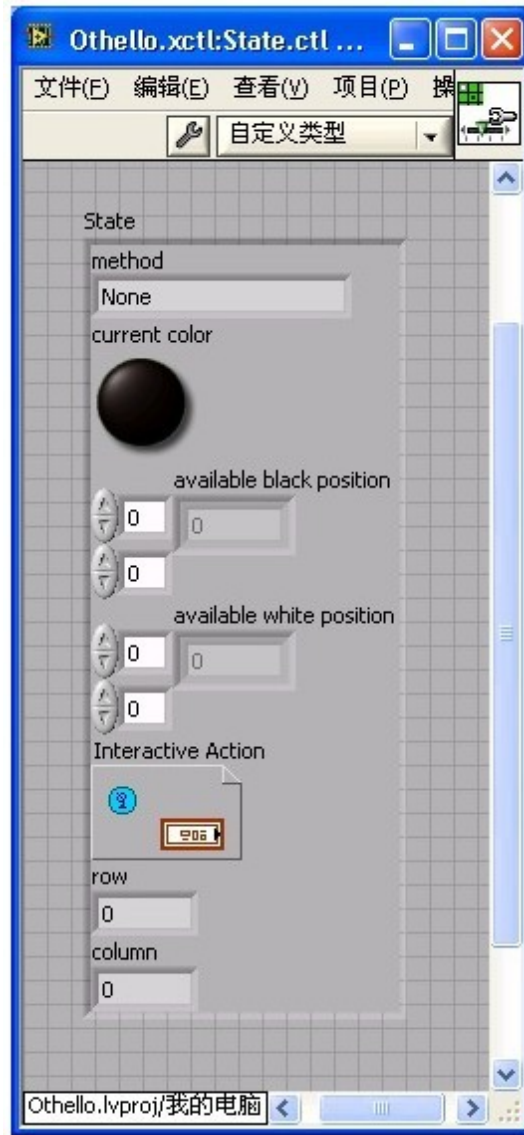 Othello.xctl:State.ctl ...
文件(F) 编辑(E) 查看(V) 项目(P) 操
自定义类型
State
method
None
current color
available black position
0
0
0
available white position
0
0
0
Interactive Action
row
0
column
0
Othello.lvproj/我的电脑